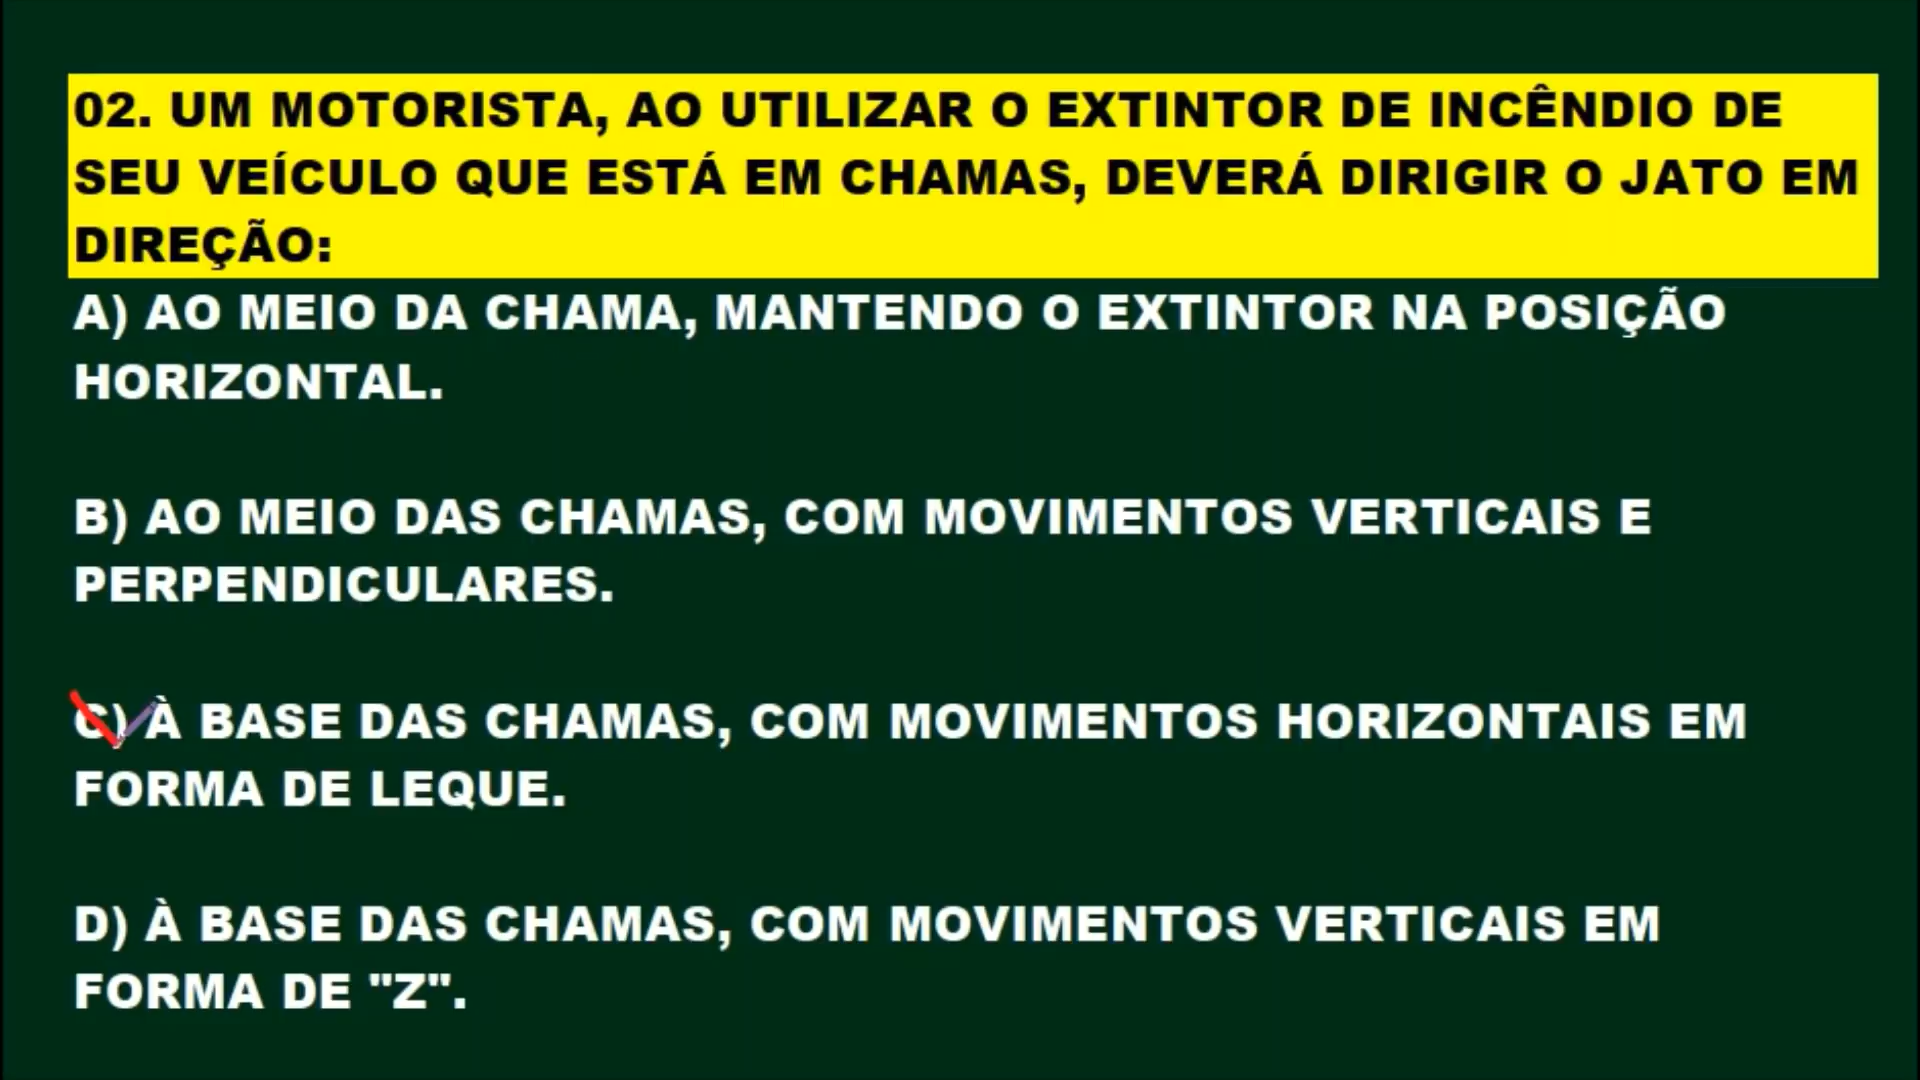 02. UM MOTORISTA, AO UTILIZAR O EXTINTOR DE INCÊNDIO DE
SEU VEÍCULO QUE ESTÁ EM CHAMAS, DEVERÁ DIRIGIR O JATO EM
DIREÇÃO:
A) AO MEIO DA CHAMA, MANTENDO O EXTINTOR NA POSIÇÃO
HORIZONTAL.
B) AO MEIO DAS CHAMAS, COM MOVIMENTOS VERTICAIS E
PERPENDICULARES.
C) À BASE DAS CHAMAS, COM MOVIMENTOS HORIZONTAIS EM
FORMA DE LEQUE.
D) À BASE DAS CHAMAS, COM MOVIMENTOS VERTICAIS EM
FORMA DE "Z".